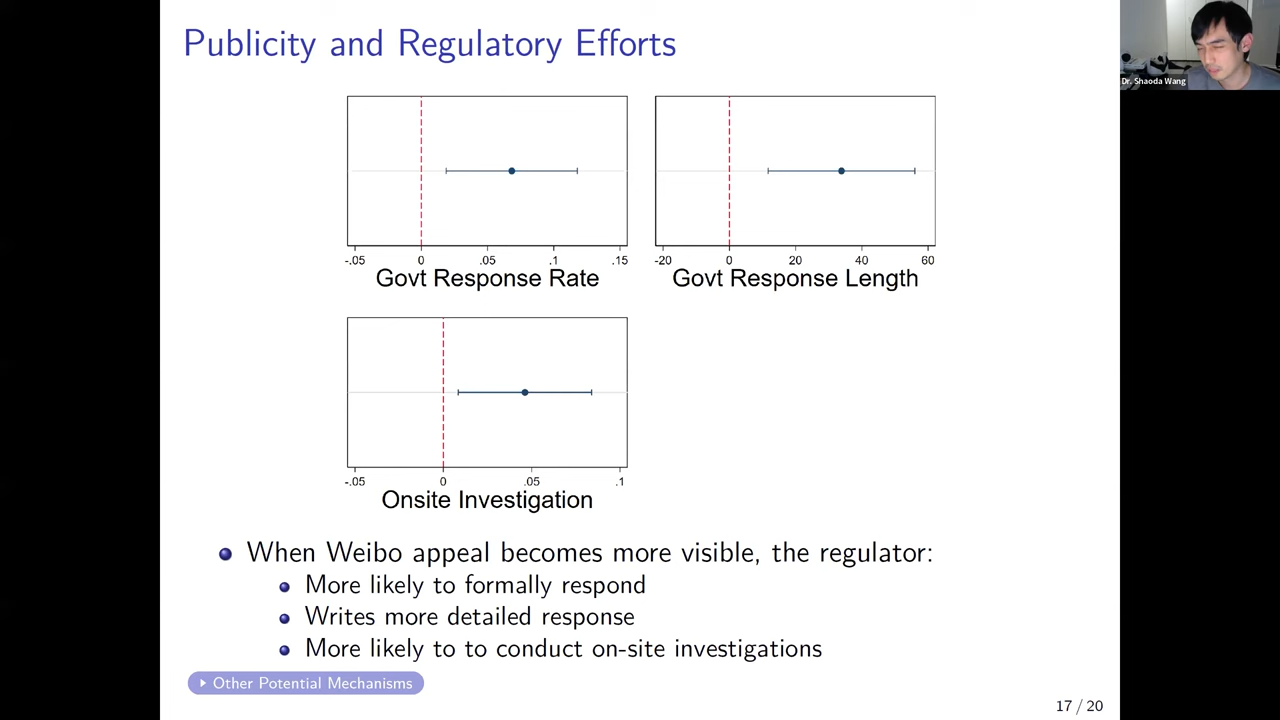 Publicity and Regulatory Efforts
Dr. Shaoda Wang
-.05 0 .05 .1 .15
Govt Response Rate
-20 0 20 40 60
Govt Response Length
-.05 0 .05 .1
Onsite Investigation
When Weibo appeal becomes more visible, the regulator:
More likely to formally respond
Writes more detailed response
More likely to to conduct on-site investigations
Other Potential Mechanisms
17 / 20